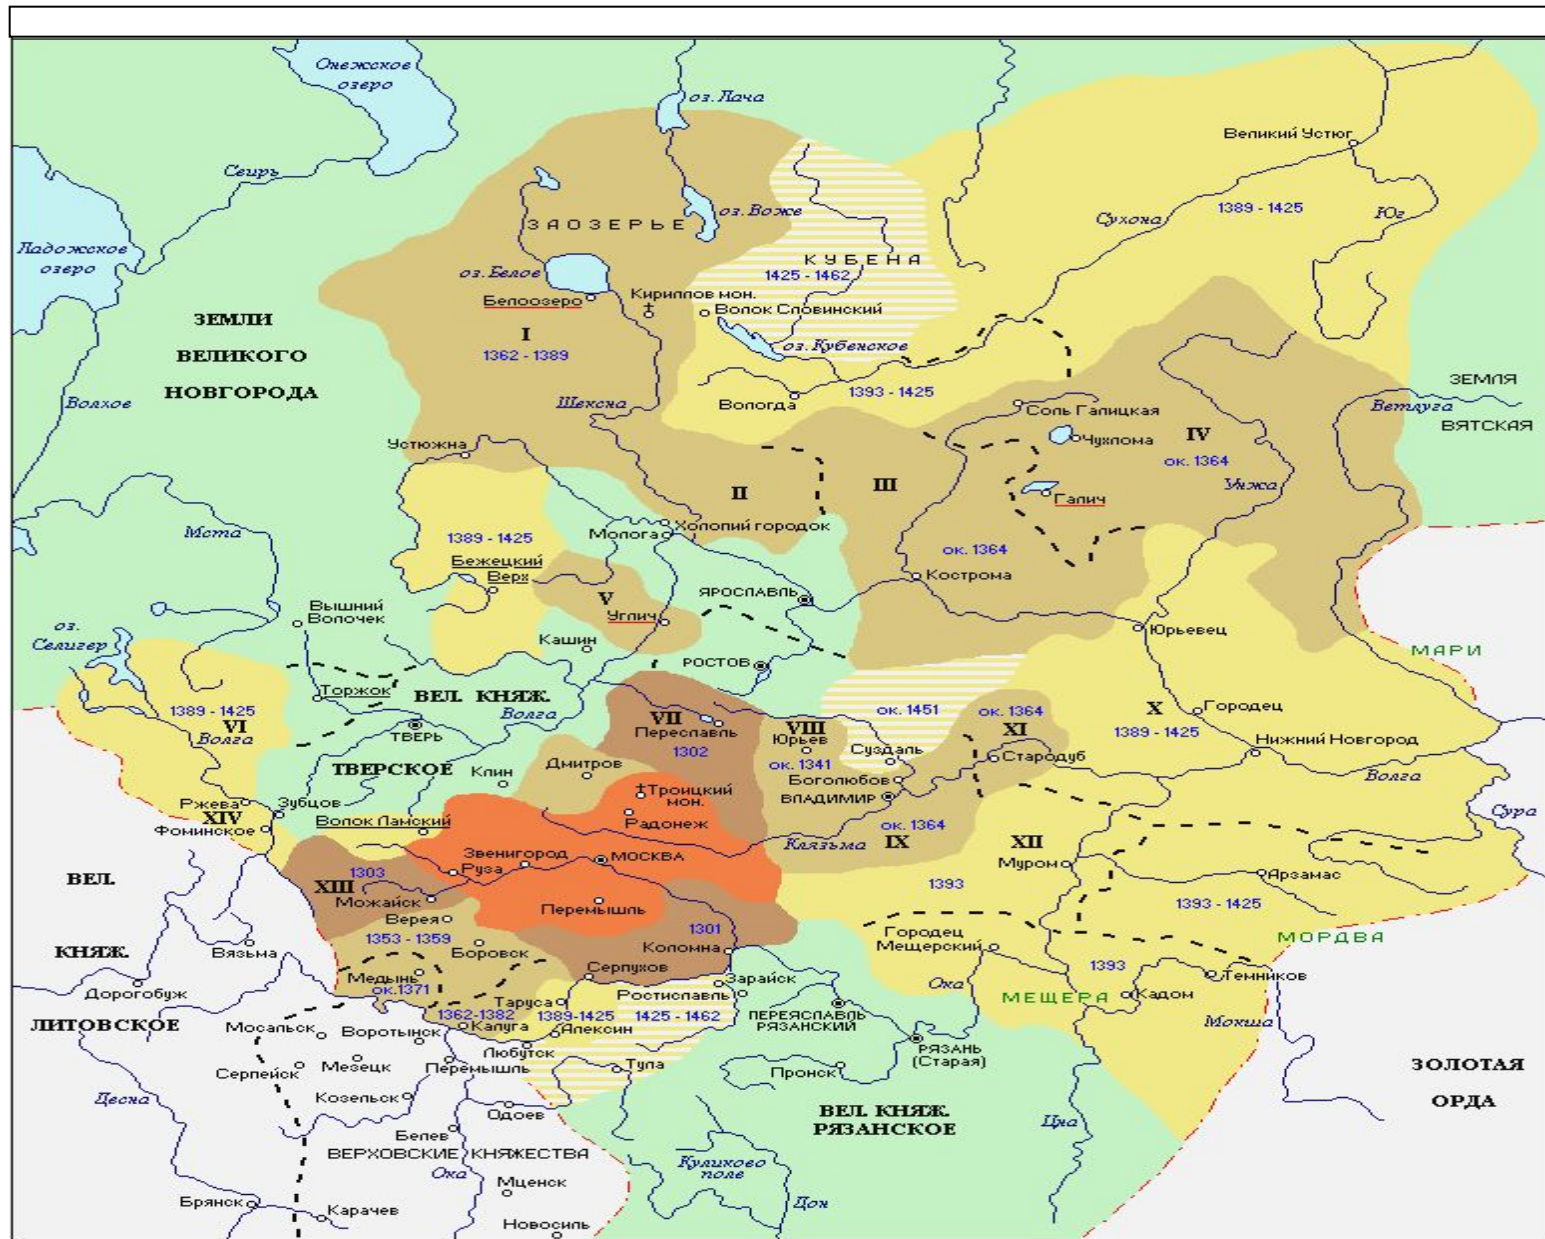 Онежское
озеро
оз. Лача
Великий Устюг
Свирь
Ладожское
озеро
ЗАОЗЕРЬЕ
оз. Воже
Сухона
1389 - 1425
Юг
оз. Белое
КУБЕНА
1425 - 1462
Белоозеро
Кириллов мон.
Волок Словинский
I
1362 - 1389
оз. Кубенское
ЗЕМЛИ
ВЕЛИКОГО
НОВГОРОДА
Волхов
Шексна
Вологда
1393 - 1425
Соль Галицкая
Чухлома
IV
ок. 1364
ЗЕМЛЯ
Ветлуга
ВЯТСКАЯ
Устюжна
II
III
Галич
Унжа
Мста
1389 - 1425
Холопий городок
Молога
ок. 1364
Бежецкий
Верх
Кострома
V
Углич
ЯРОСЛАВЛЬ
Вышний
Волочек
оз.
Селигер
Кашин
РОСТОВ
Юрьевец
МАРИ
Торжок
ВЕЛ. КНЯЖ.
Волга
1389 - 1425
VI
Волга
ТВЕРЬ
VII
Переславль
1302
VIII
Юрьев
ок. 1341
ок. 1451
Суздаль
ок. 1364
XI
Стародуб
X
1389 - 1425
Городец
Нижний Новгород
Волга
ТВЕРСКОЕ
Клин
Дмитров
Боголюбов
ВЛАДИМИР
Троицкий
мон.
Радонеж
Ржева
Зубцов
XIV
Фоминское
Волок Ламский
Клязьма
ок. 1364
IX
XII
Сура
ВЕЛ.
1303
XIII
Можайск
Звенигород
Руза
МОСКВА
Муром
Арзамас
1393
1393 - 1425
Верея
Перемышль
1301
Коломна
1353 - 1359
Боровск
Городец
Мещерский
МОРДВА
КНЯЖ.
Вязьма
Дорогобуж
Медынь
ок. 1371
Серпухов
Зарайск
Ростиславль
Ока
1393
МЕЩЕРА
Кадом
Темников
Мокша
ЛИТОВСКОЕ
Таруса
1362-1382
Калуга
1389-1425
Алексин
1425 - 1462
ПЕРЕЯСЛАВЛЬ
РЯЗАНСКИЙ
Мосальск
Воротынск
Любутск
РЯЗАНЬ
(Старая)
Серпейск
Мезецк
Перемышль
Тула
Пронск
ЗОЛОТАЯ
ОРДА
Десна
Козельск
Одоев
ВЕЛ. КНЯЖ.
РЯЗАНСКОЕ
Цна
Белев
ВЕРХОВСКИЕ КНЯЖЕСТВА
Ока
Куликово
поле
Дон
Мценск
Брянск
Карачев
Новосиль